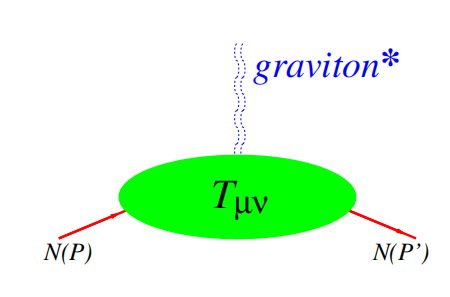 graviton*
Tμν
N(P) N(P')